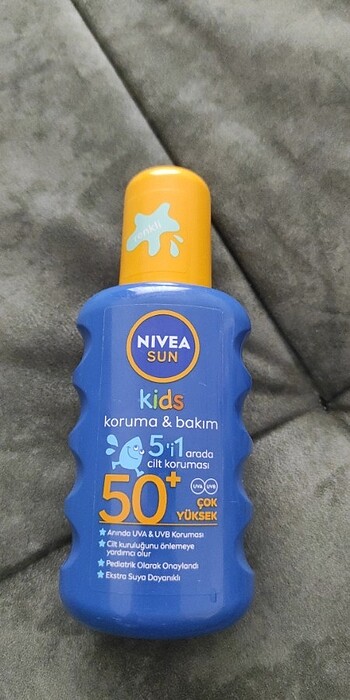 renkli
NIVEA
SUN
kids
koruma & bakım
5'i1 arada
cilt koruması
50+
UVA UVB
ÇOK
YÜKSEK
Anında UVA & UVB Koruması
Cilt kuruluğunu önlemeye
yardımcı olur
Pediatrik Olarak Onaylandı
Ekstra Suya Dayanıklı